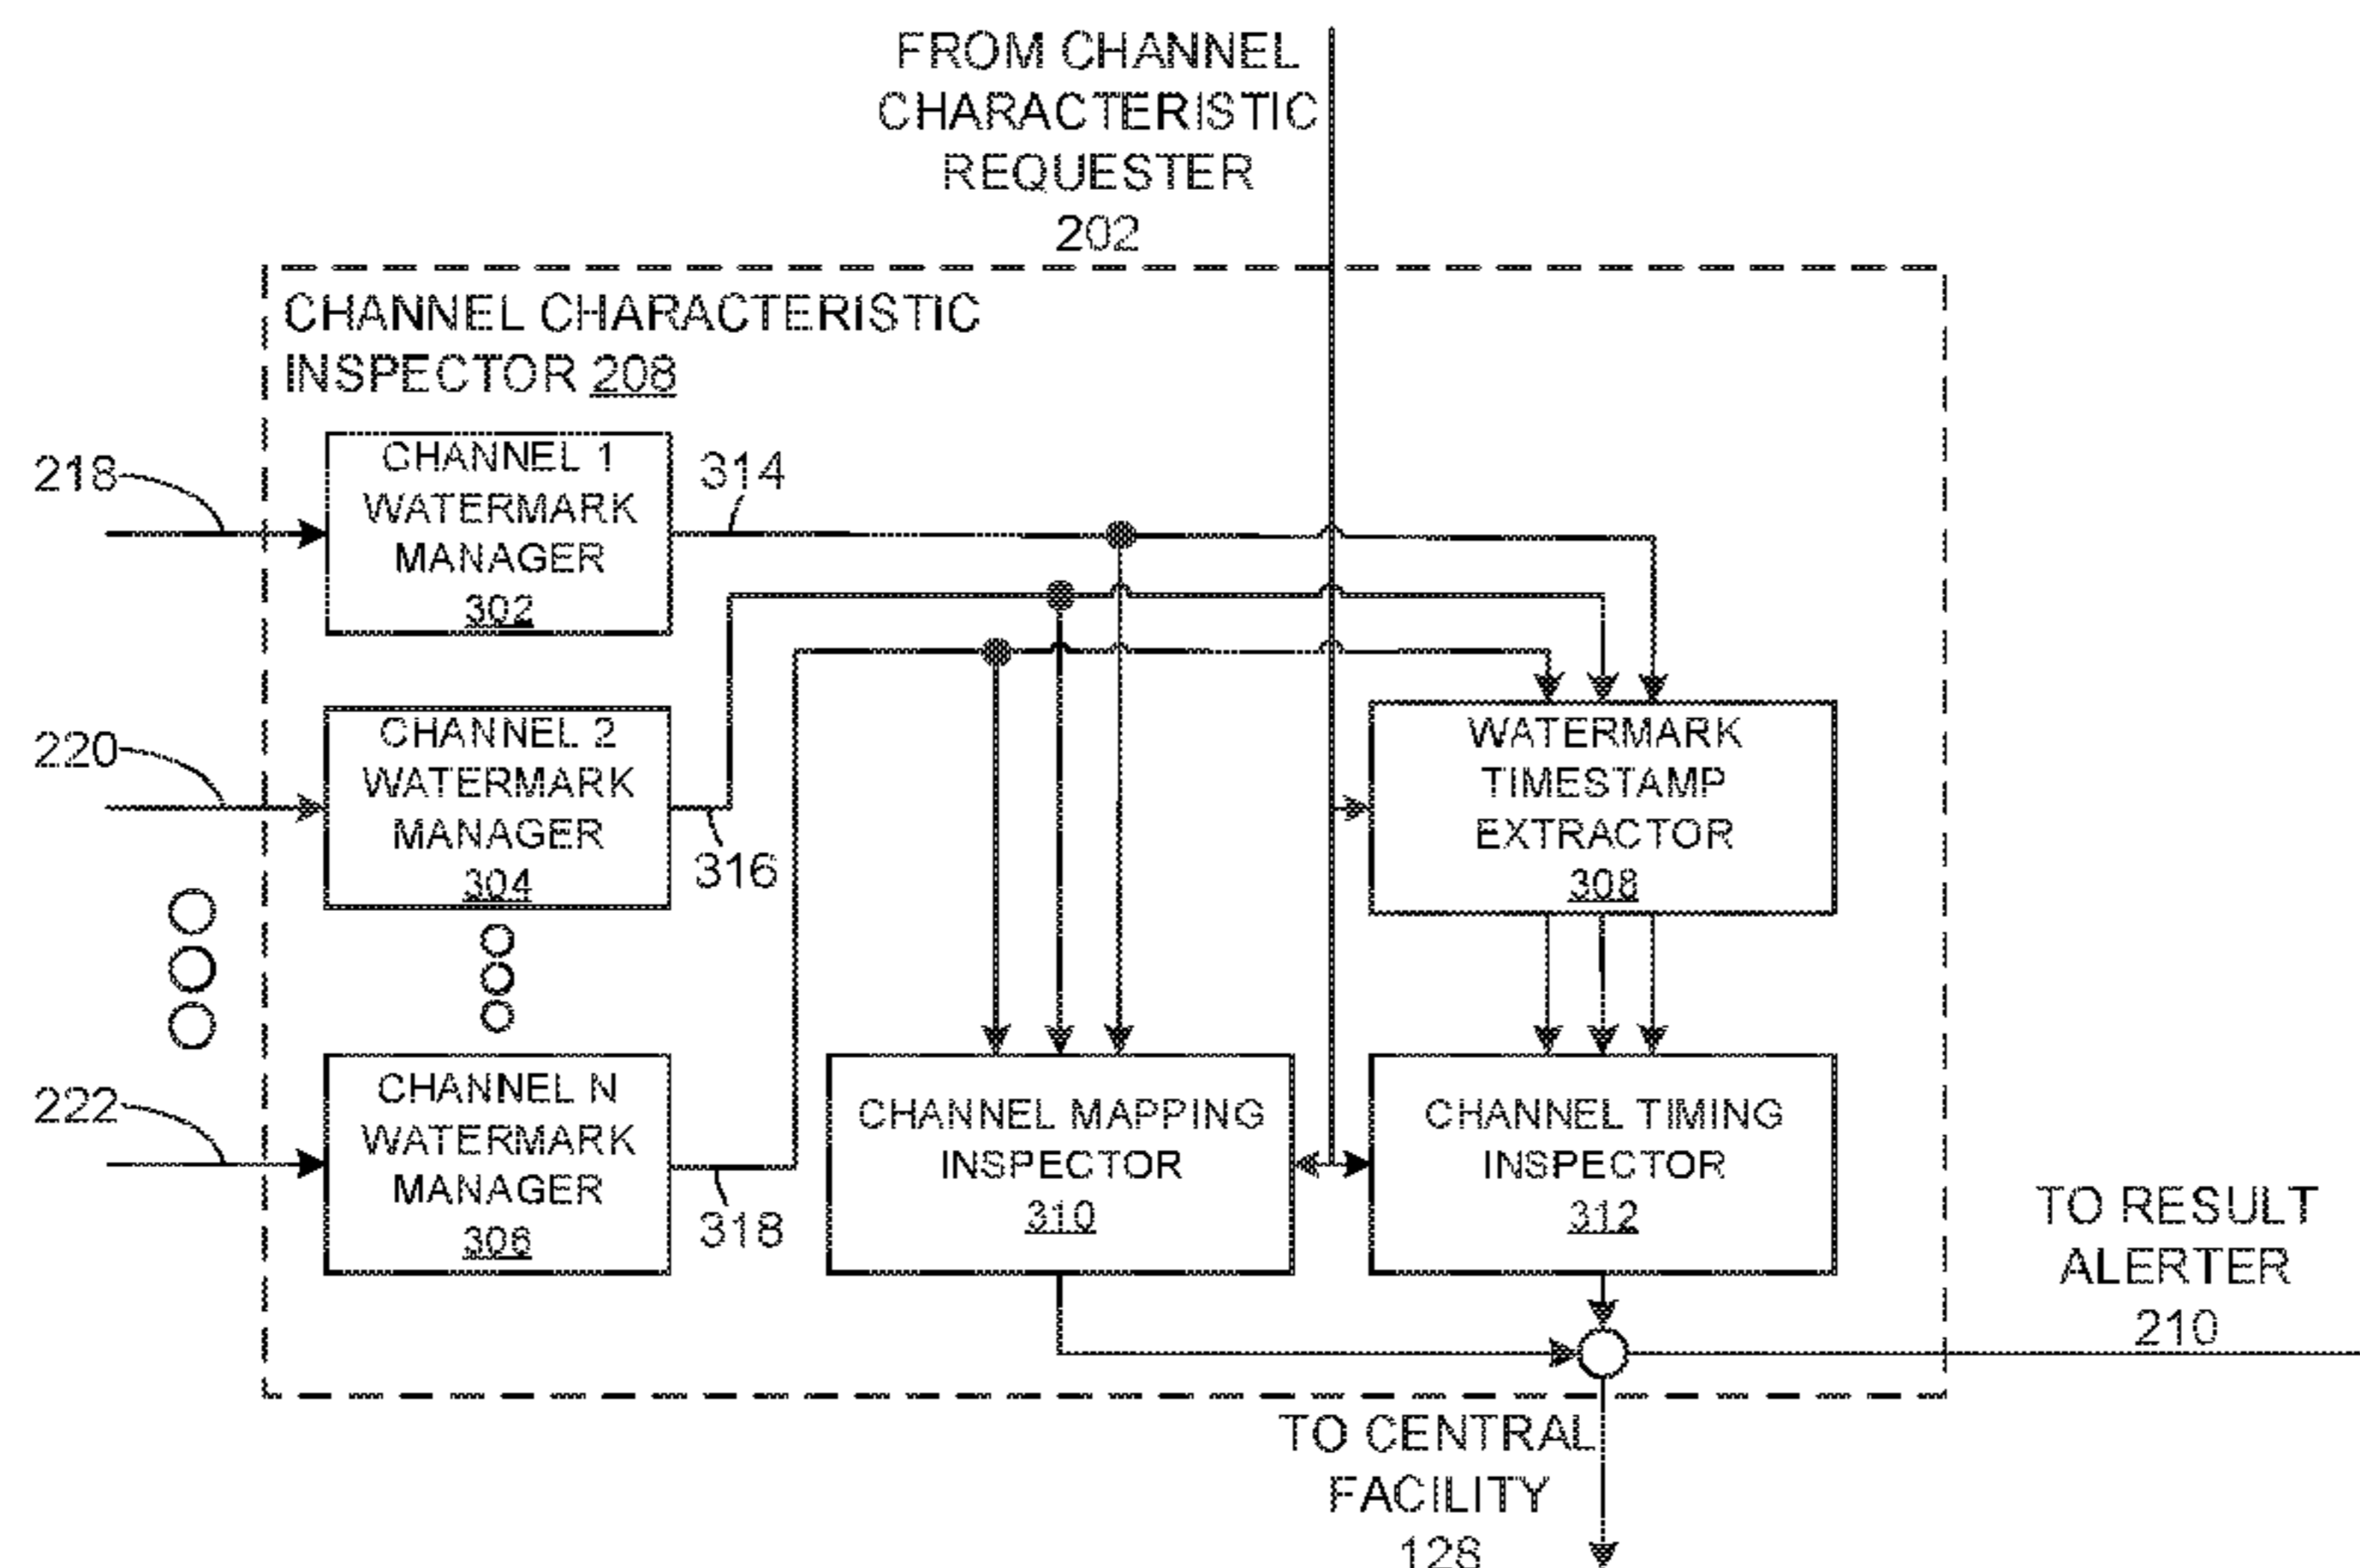 FROM CHANNEL
CHARACTERISTIC
REQUESTER
202
CHANNEL CHARACTERISTIC
INSPECTOR 208
218
CHANNEL 1
WATERMARK
MANAGER
302
314
220
CHANNEL 2
WATERMARK
MANAGER
304
316
WATERMARK
TIMESTAMP
EXTRACTOR
308
222
CHANNEL N
WATERMARK
MANAGER
306
318
CHANNEL MAPPING
INSPECTOR
310
CHANNEL TIMING
INSPECTOR
312
TO RESULT
ALERTER
210
TO CENTRAL
FACILITY
128